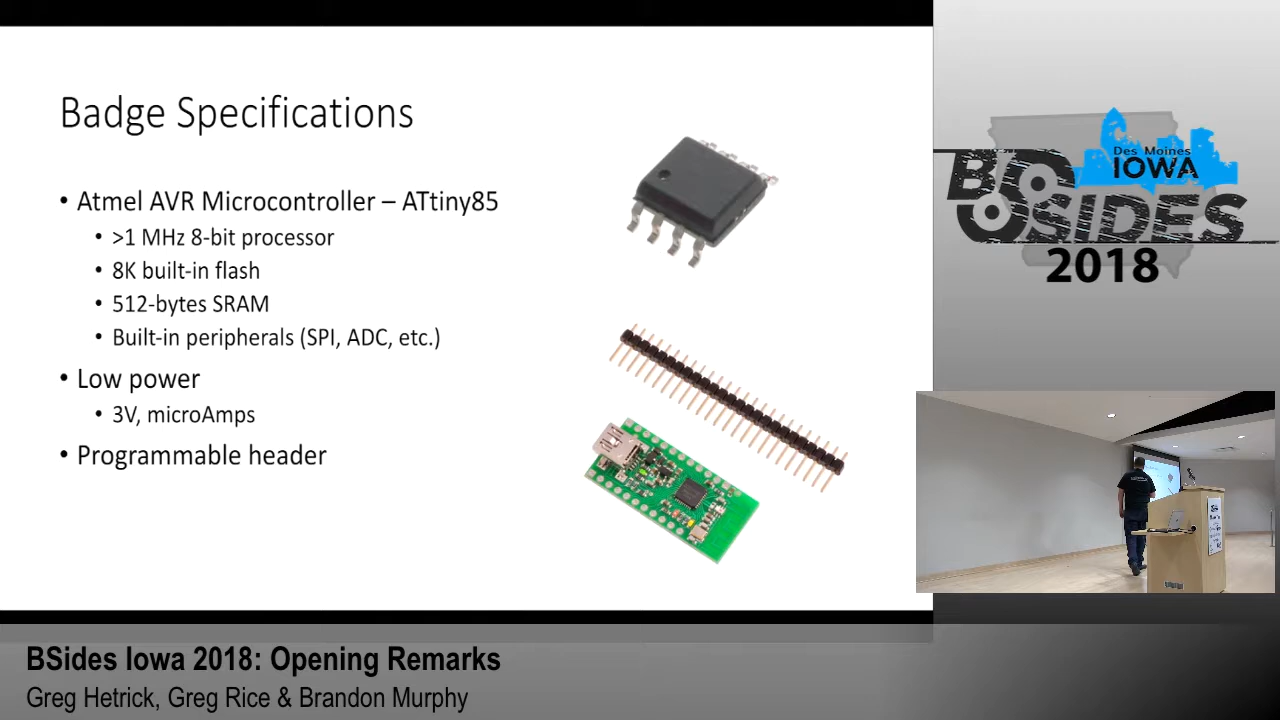 Badge Specifications
• Atmel AVR Microcontroller – ATtiny85
• >1 MHz 8-bit processor
• 8K built-in flash
• 512-bytes SRAM
• Built-in peripherals (SPI, ADC, etc.)
• Low power
• 3V, microAmps
• Programmable header
Des Moines
IOWA
BSIDES
2018
BSides Iowa 2018: Opening Remarks
Greg Hetrick, Greg Rice & Brandon Murphy